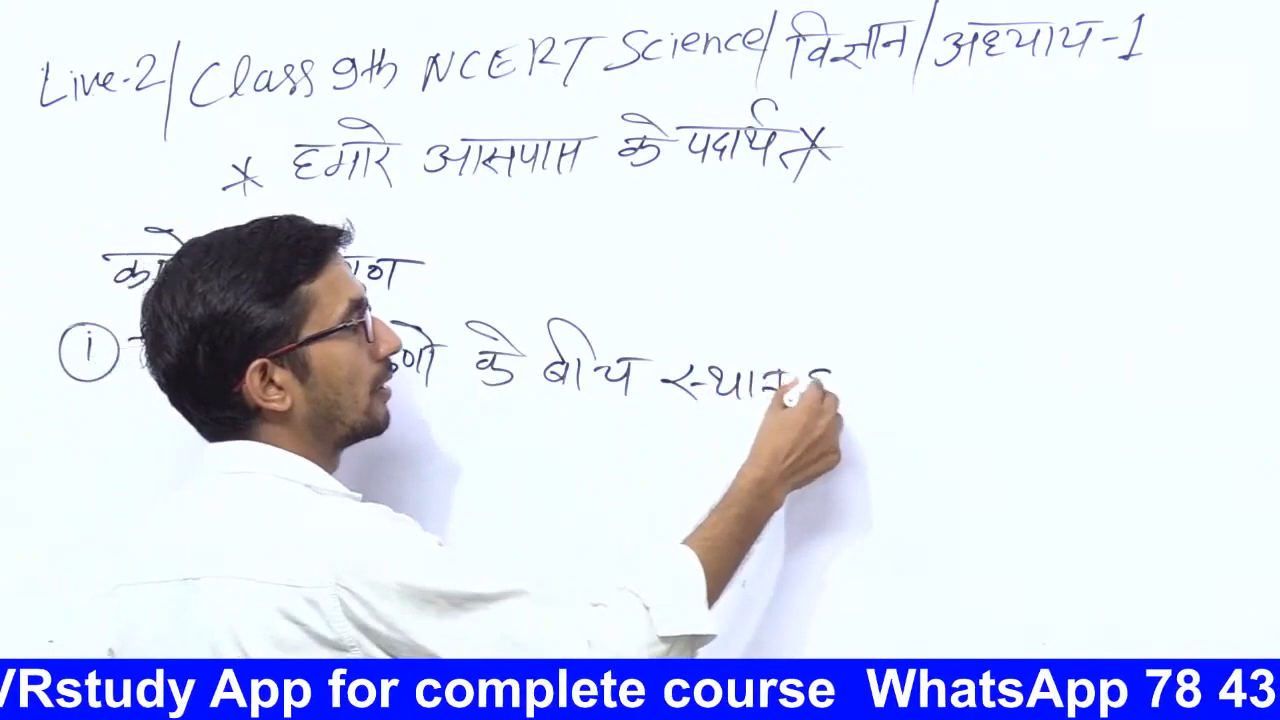 Live-2/Class 9th NCERT Science/विज्ञान/अध्याय-1
* हमारे आसपास के पदार्थ *
i
के बीच स्थान
VRstudy App for complete course WhatsApp 78 43